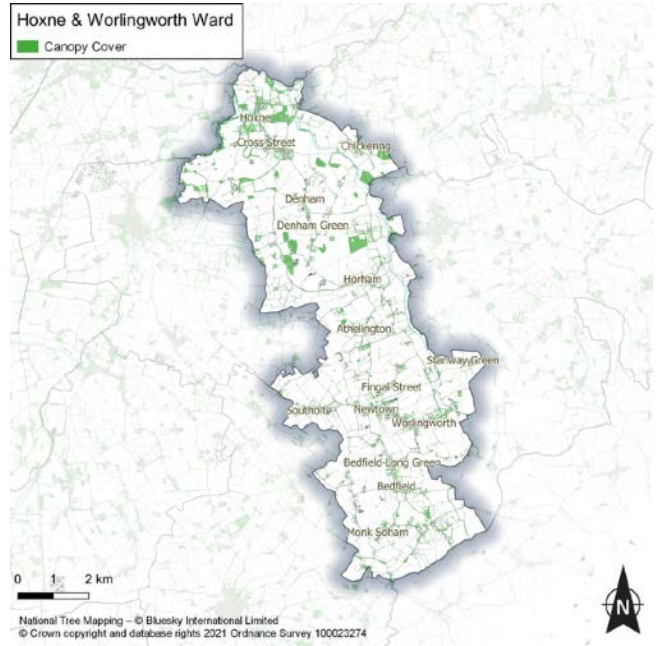 Hoxne & Worlingworth Ward
Canopy Cover
Hoxne
Cross Street
Chickering
Denham
Denham Green
Horham
Athelington
Stanway Green
Fingal Street
Southolt
Newtown
Worlingworth
Bedfield-Long Green
Bedfield
Monk Soham
0 1 2 km
N
National Tree Mapping – © Bluesky International Limited
© Crown copyright and database rights 2021 Ordnance Survey 100023274